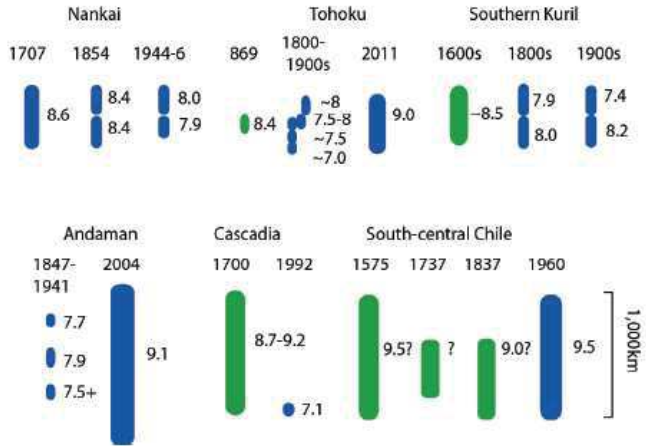 Nankai Tohoku Southern Kuril
1707 1854 1944-6 869 1800-
1900s 2011 1600s 1800s 1900s
8.6 8.4 8.0 8.4 ~8 9.0 ~8.5 7.9 7.4
8.4 7.9 7.5-8 8.0 8.2
~7.5
~7.0
Andaman Cascadia South-central Chile
1847-
1941 2004 1700 1992 1575 1737 1837 1960
7.7
7.9 9.1 8.7-9.2 9.5? ? 9.0? 9.5
7.5+ 7.1
1,000km